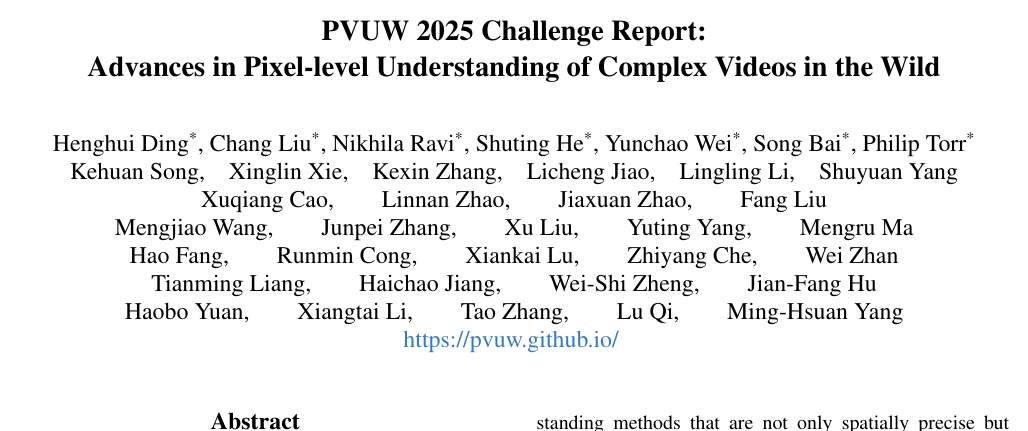 PVUW 2025 Challenge Report:
Advances in Pixel-level Understanding of Complex Videos in the Wild
Henghui Ding*, Chang Liu*, Nikhila Ravi*, Shuting He*, Yunchao Wei*, Song Bai*, Philip Torr*
Kehuan Song, Xinglin Xie, Kexin Zhang, Licheng Jiao, Lingling Li, Shuyuan Yang
Xuqiang Cao, Linnan Zhao, Jiaxuan Zhao, Fang Liu
Mengjiao Wang, Junpei Zhang, Xu Liu, Yuting Yang, Mengru Ma
Hao Fang, Runmin Cong, Xiankai Lu, Zhiyang Che, Wei Zhan
Tianming Liang, Haichao Jiang, Wei-Shi Zheng, Jian-Fang Hu
Haobo Yuan, Xiangtai Li, Tao Zhang, Lu Qi, Ming-Hsuan Yang
https://pvuw.github.io/
Abstract
standing methods that are not only spatially precise but